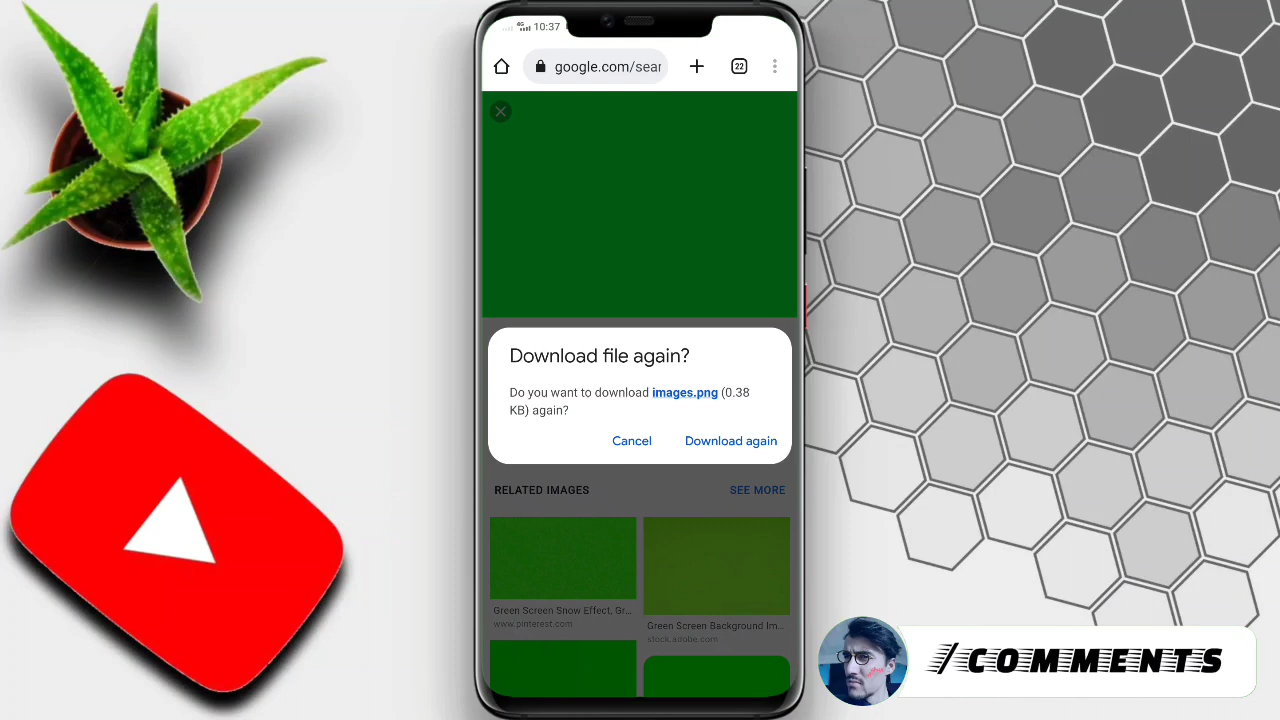 4G 10:37
google.com/sear
22
Download file again?
Do you want to download images.png (0.38
KB) again?
Cancel Download again
RELATED IMAGES SEE MORE
Green Screen Snow Effect, Gr...
www.pinterest.com
Green Screen Background Im...
stock.adobe.com
/COMMENTS